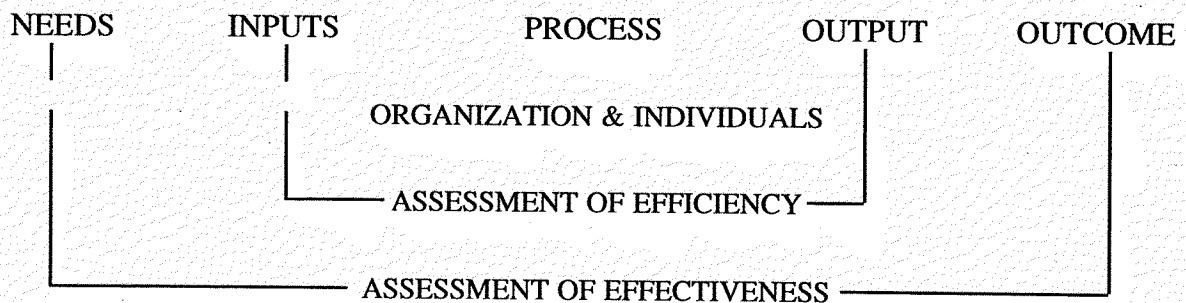 NEEDS INPUTS PROCESS OUTPUT OUTCOME
ORGANIZATION & INDIVIDUALS
ASSESSMENT OF EFFICIENCY
ASSESSMENT OF EFFECTIVENESS